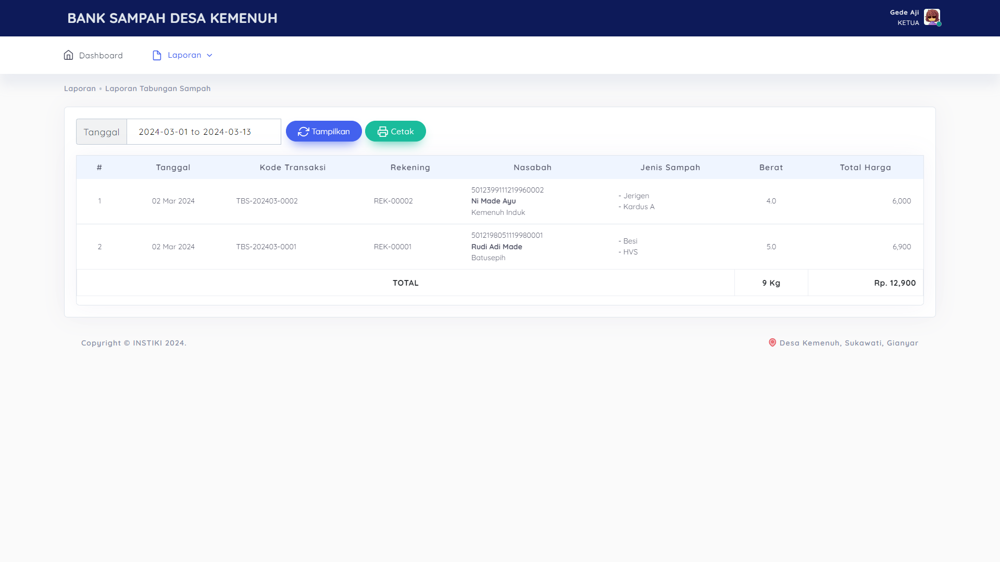 BANK SAMPAH DESA KEMENUH
Gede Aji
KETUA
Dashboard
Laporan
Laporan • Laporan Tabungan Sampah
Tanggal 2024-03-01 to 2024-03-13 Tampilkan Cetak
# Tanggal Kode Transaksi Rekening Nasabah Jenis Sampah Berat Total Harga
1 02 Mar 2024 TBS-202403-0002 REK-00002
5012399111219960002
Ni Made Ayu
Kemenuh Induk
- Jerigen
- Kardus A
4.0 6,000
2 02 Mar 2024 TBS-202403-0001 REK-00001
5012198051119980001
Rudi Adi Made
Batusepih
- Besi
- HVS
5.0 6,900
TOTAL 9 Kg Rp. 12,900
Copyright © INSTIKI 2024.
Desa Kemenuh, Sukawati, Gianyar